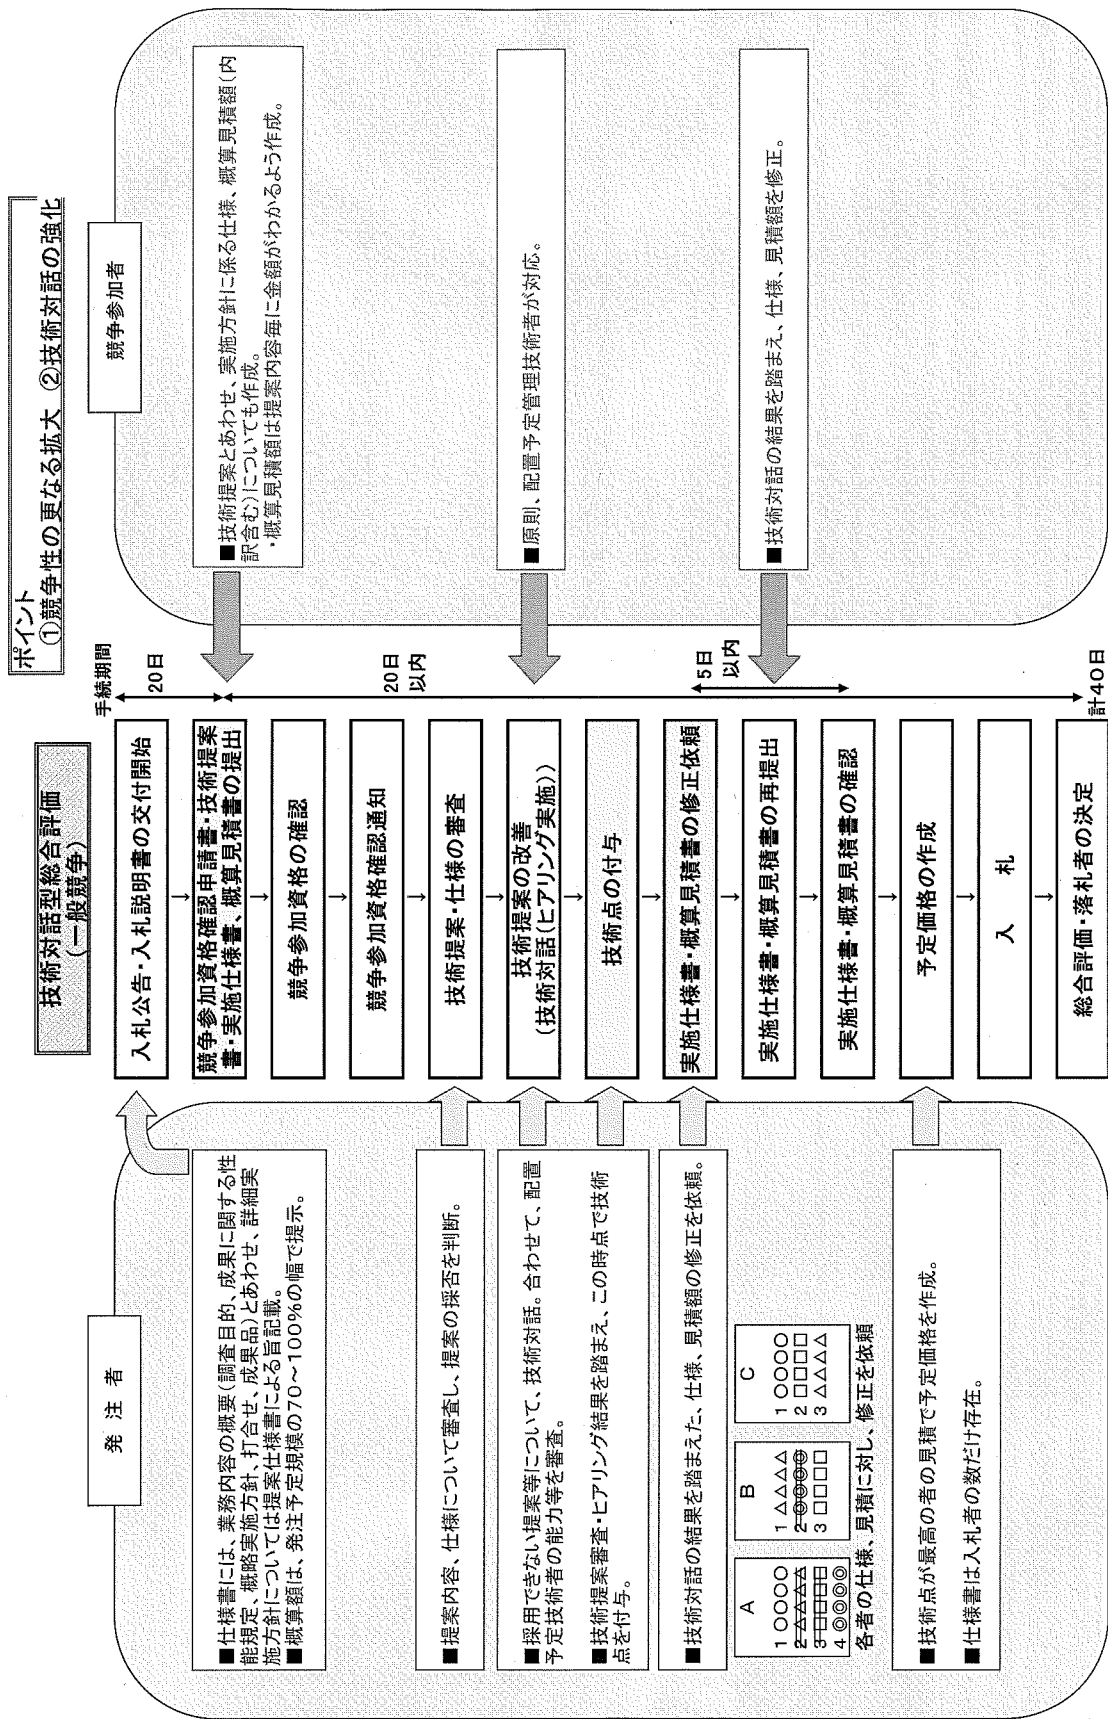 技術対話型総合評価
(一般競争)
ポイント
①競争性の更なる拡大 ②技術対話の強化
発 注 者
■仕様書には、業務内容の概要(調査目的、成果に関する性
能規定、概略実施方針、打合せ、成果品)とあわせ、詳細実
施方針については提案仕様書による旨記載。
■概算額は、発注予定規模の70~100%の幅で提示。
■提案内容、仕様について審査し、提案の採否を判断。
■採用できない提案等について、技術対話。合わせて、配置
予定技術者の能力等を審査。
■技術提案審査・ヒアリング結果を踏まえ、この時点で技術
点を付与。
■技術対話の結果を踏まえた、仕様、見積額の修正を依頼。
A
1 ○○○○
2 △△△△
3 □□□□
4 ◎◎◎◎
B
1 △△△△
2 ◎◎◎◎
3 □□□□
C
1 ○○○○
2 □□□□
3 △△△△
各者の仕様、見積に対し、修正を依頼
■技術点が最高の者の見積で予定価格を作成。
■仕様書は入札者の数だけ存在。
入札公告・入札説明書の交付開始
競争参加資格確認申請書・技術提案
書・実施仕様書、概算見積書の提出
競争参加資格の確認
競争参加資格確認通知
技術提案・仕様の審査
技術提案の改善
(技術対話(ヒアリング実施))
技術点の付与
実施仕様書・概算見積書の修正依頼
実施仕様書・概算見積書の再提出
実施仕様書・概算見積書の確認
予定価格の作成
入 札
総合評価・落札者の決定
手続期間
20日
20日
以内
5日
以内
計40日
競争参加者
■技術提案とあわせ、実施方針に係る仕様、概算見積額(内
訳含む)についても作成。
・概算見積額は提案内容毎に金額がわかるよう作成。
■原則、配置予定管理技術者が対応。
■技術対話の結果を踏まえ、仕様、見積額を修正。